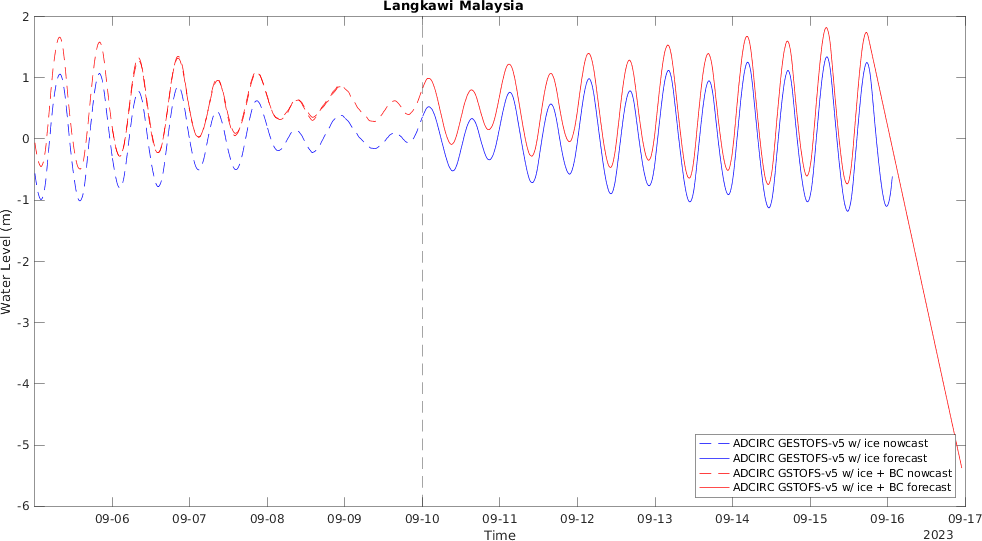 Langkawi Malaysia
2
1
0
-1
-2
-3
-4
-5
-6
Water Level (m)
ADCIRC GESTOFS-v5 w/ ice nowcast
ADCIRC GESTOFS-v5 w/ ice forecast
ADCIRC GSTOFS-v5 w/ ice + BC nowcast
ADCIRC GSTOFS-v5 w/ ice + BC forecast
09-06 09-07 09-08 09-09 09-10 09-11 09-12 09-13 09-14 09-15 09-16 09-17
Time
2023